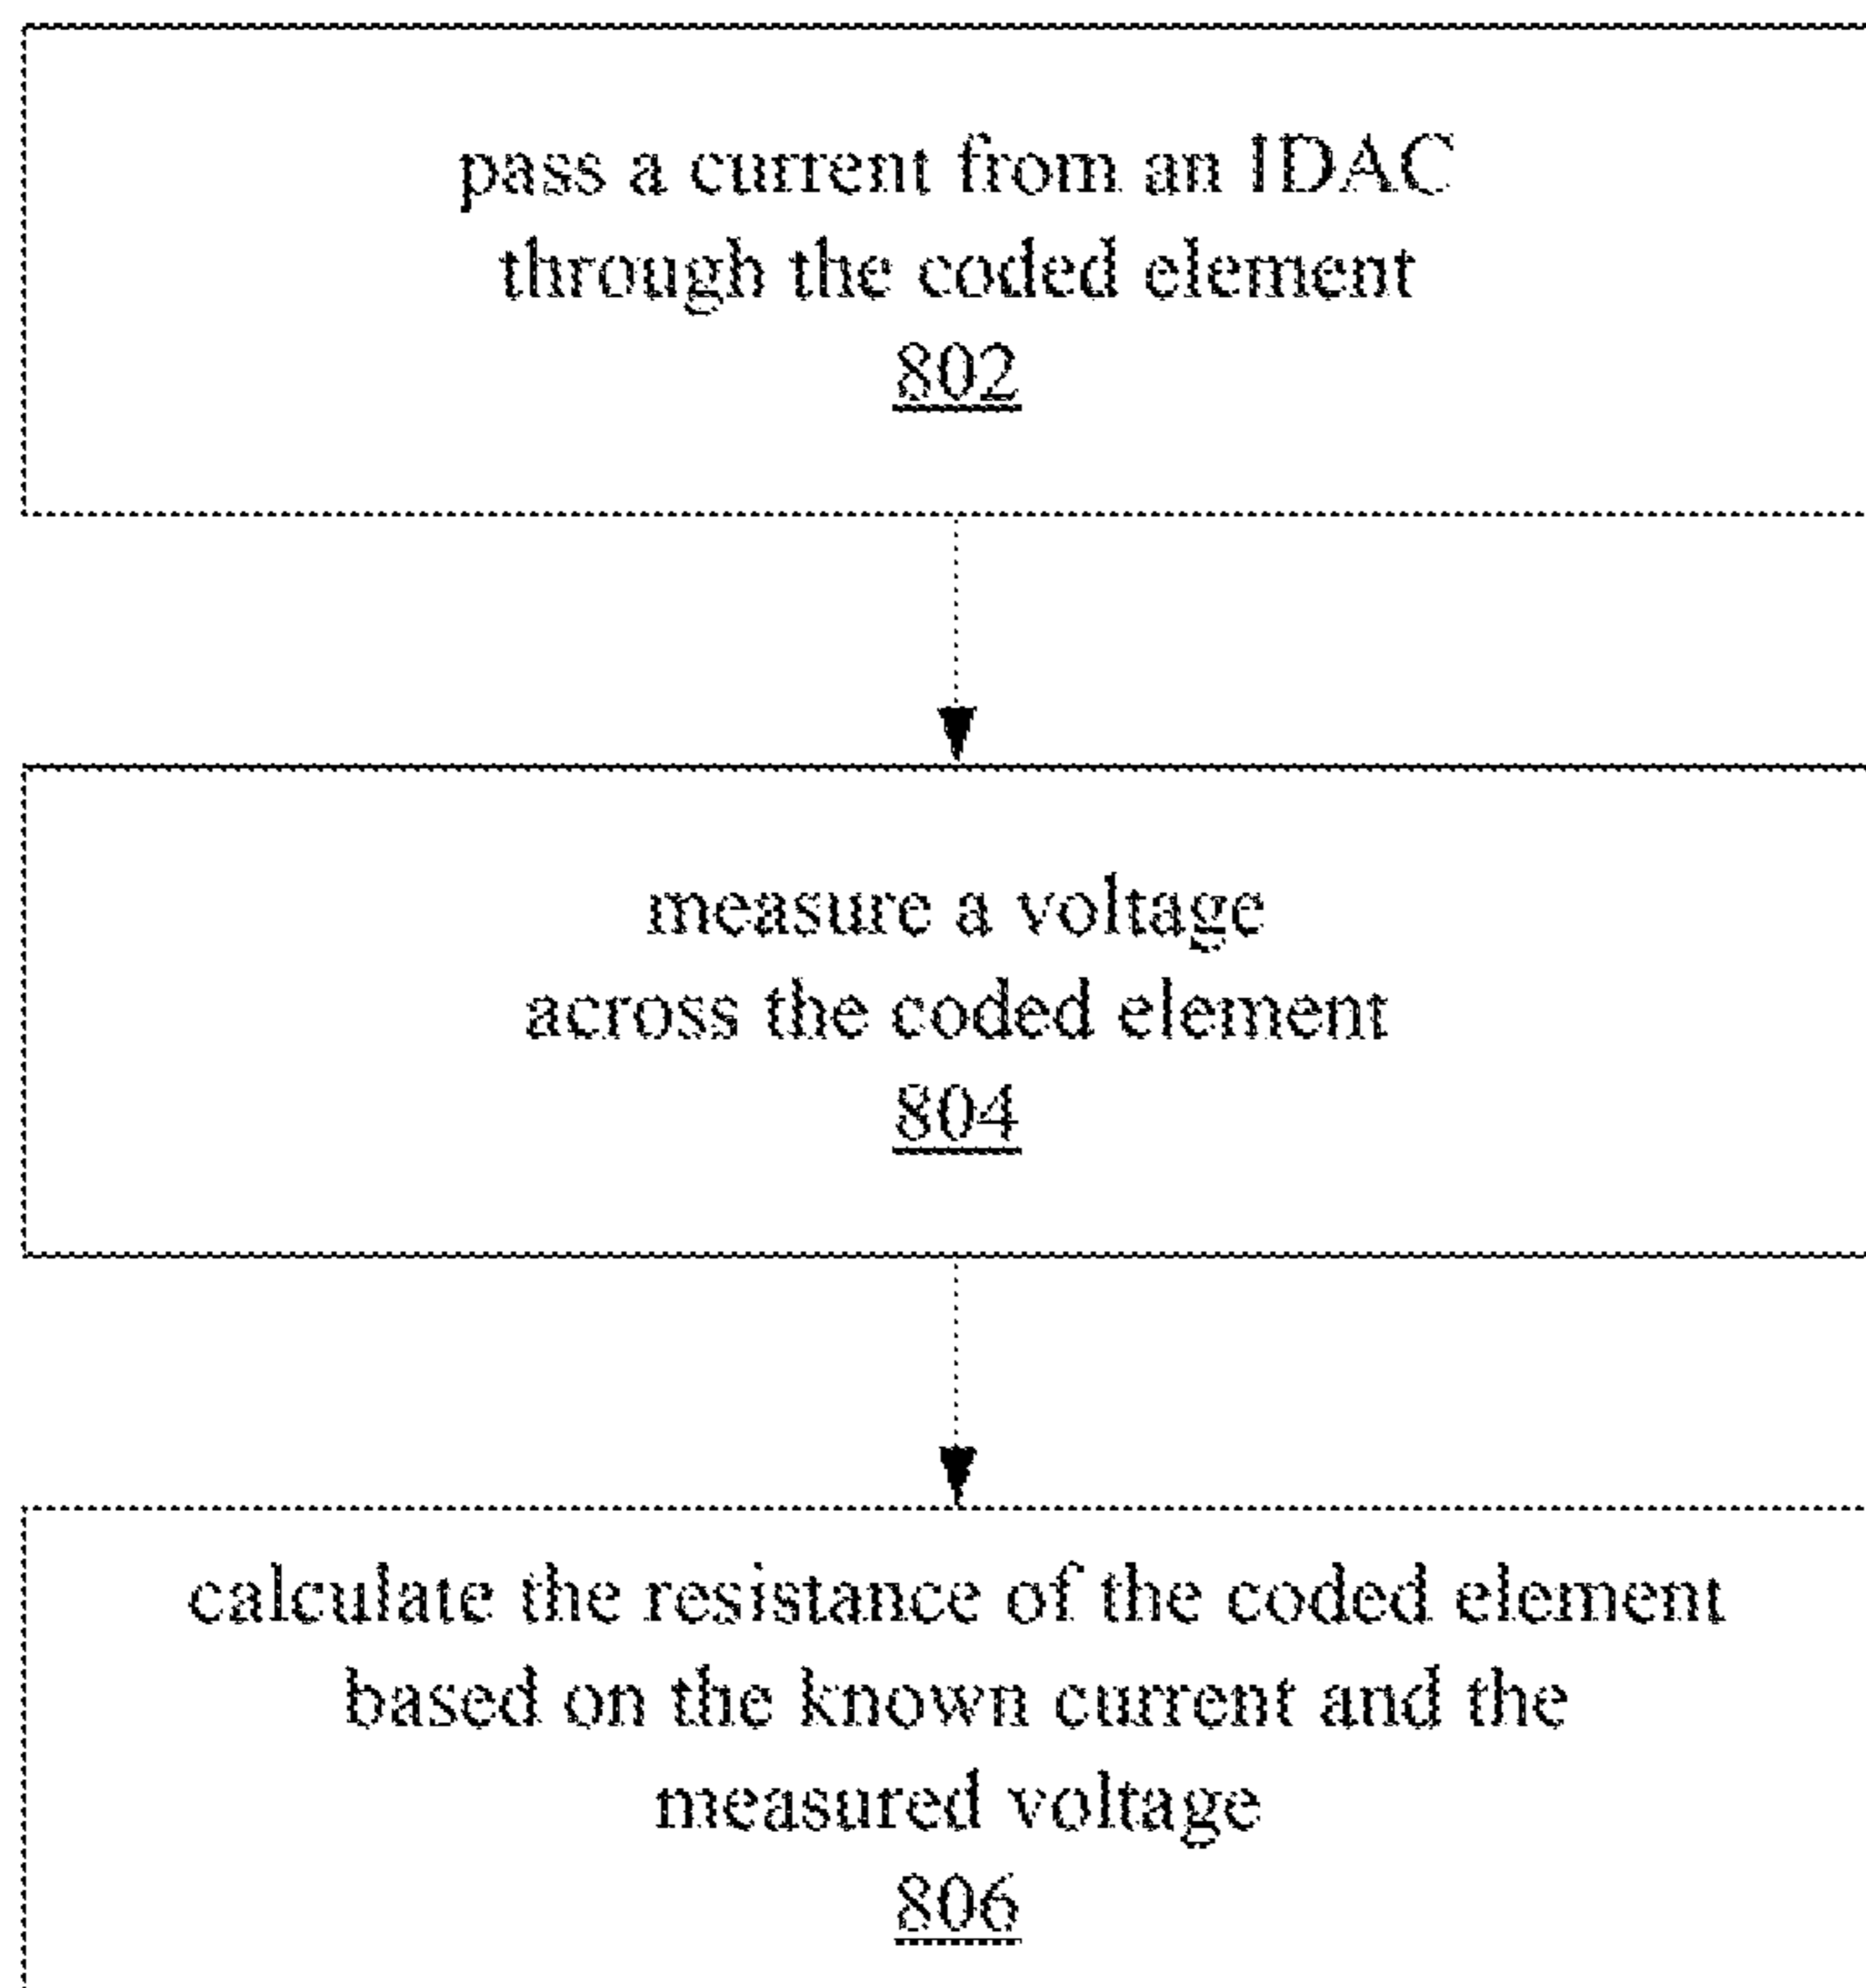 pass a current from an IDAC
through the coded element
802
measure a voltage
across the coded element
804
calculate the resistance of the coded element
based on the known current and the
measured voltage
806